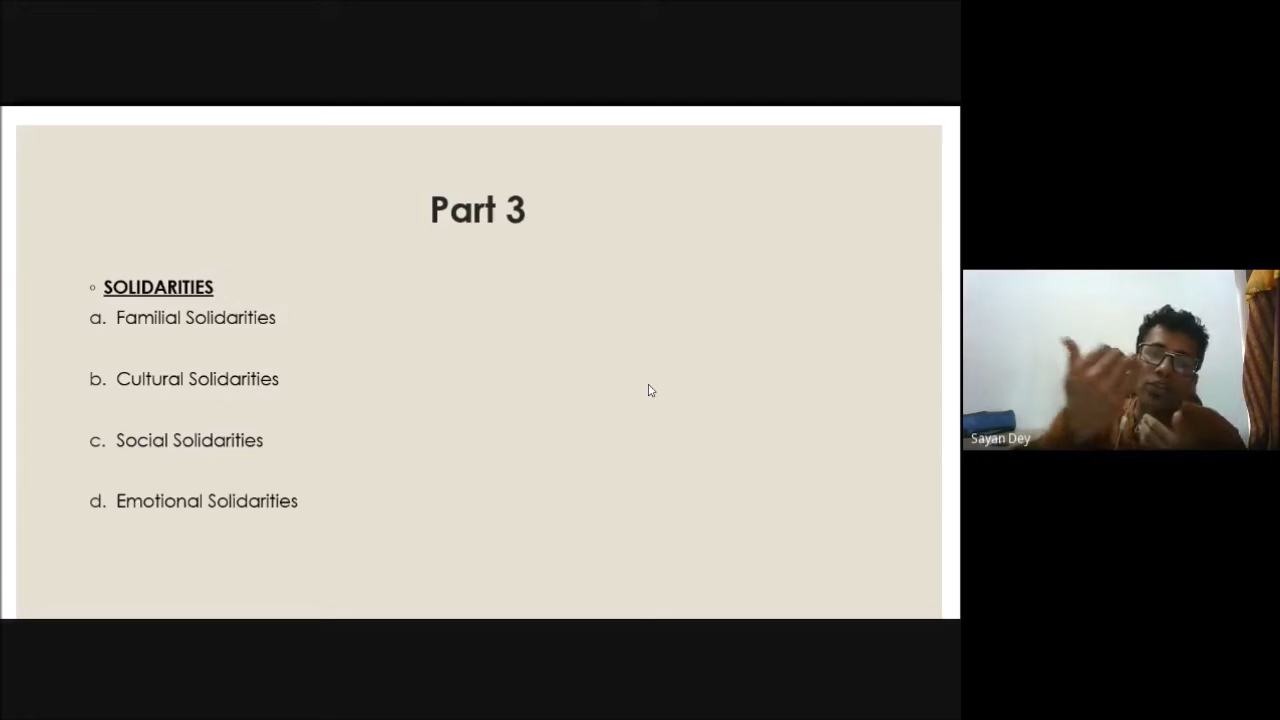 Part 3
◦ SOLIDARITIES
a. Familial Solidarities
b. Cultural Solidarities
c. Social Solidarities
d. Emotional Solidarities
Sayan Dey